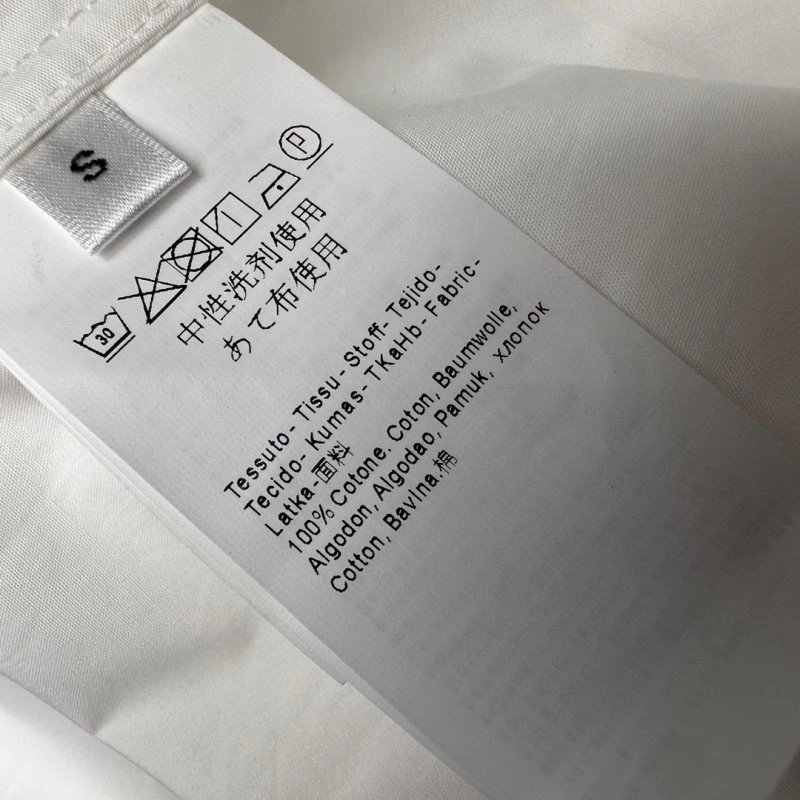 S
30
P
中性洗剤使用
あて布使用
Tessuto- Tissu- Stoff- Tejido-
Tecido- Kumas- TKaHb- Fabric-
Latka-面料
100% Cotone. Coton, Baumwolle,
Algodon, Algodao, Pamuk, хлопок
Cotton, Bavlna.棉